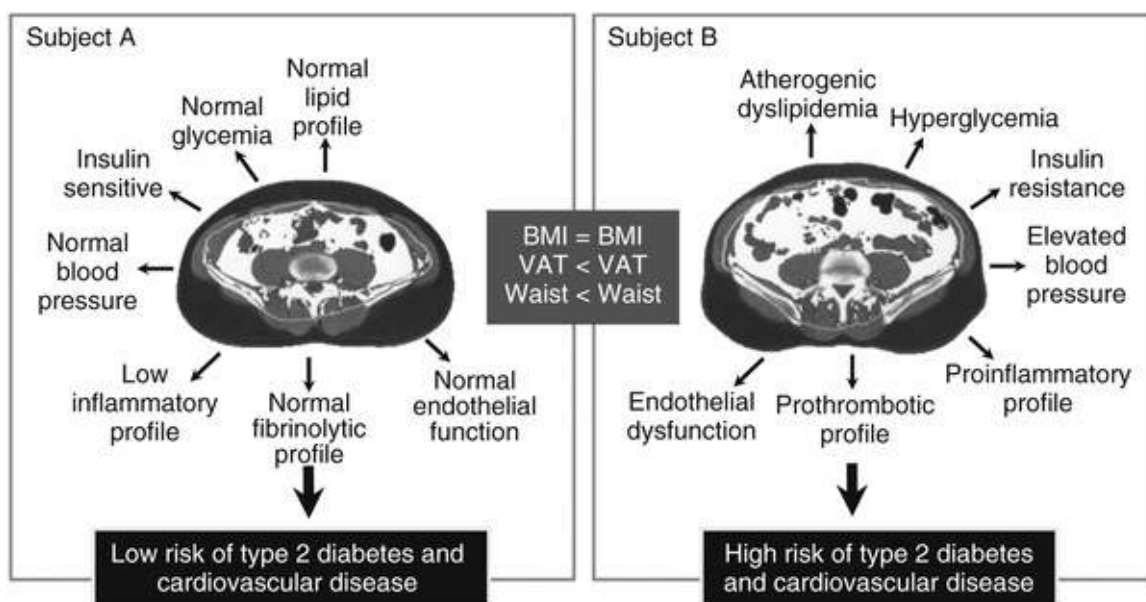 Subject A
Normal
lipid
profile
Normal
glycemia
Insulin
sensitive
Normal
blood
pressure
Low
inflammatory
profile
Normal
fibrinolytic
profile
Normal
endothelial
function
Low risk of type 2 diabetes and
cardiovascular disease
BMI = BMI
VAT < VAT
Waist < Waist
Subject B
Atherogenic
dyslipidemia
Hyperglycemia
Insulin
resistance
Elevated
blood
pressure
Proinflammatory
profile
Prothrombotic
profile
Endothelial
dysfunction
High risk of type 2 diabetes
and cardiovascular disease